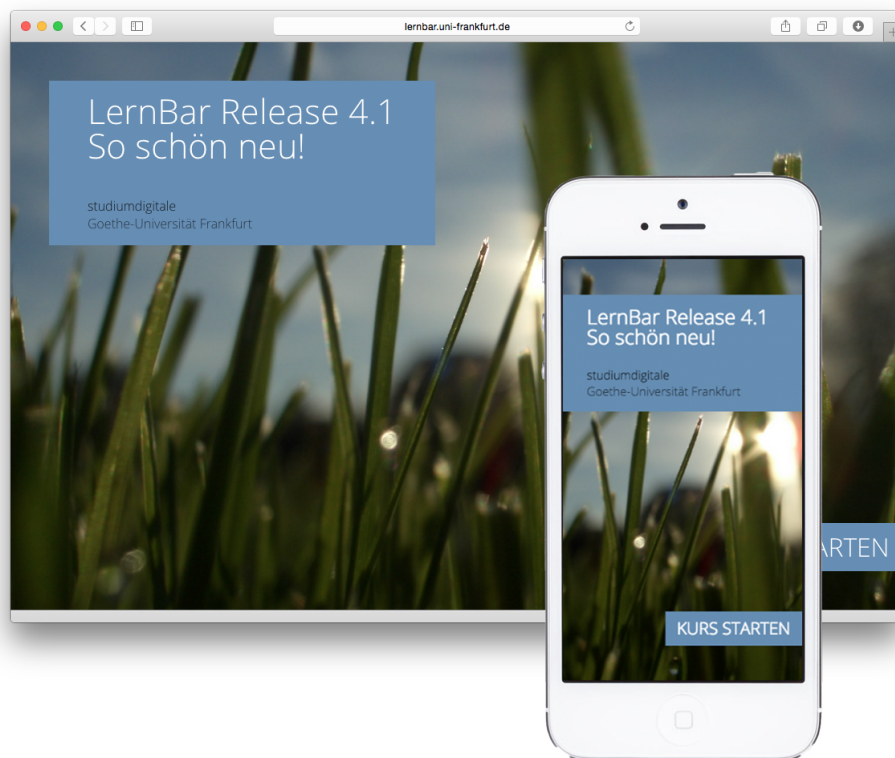 lernbar.uni-frankfurt.de
LernBar Release 4.1
So schön neu!
studiumdigitale
Goethe-Universität Frankfurt
LernBar Release 4.1
So schön neu!
studiumdigitale
Goethe-Universität Frankfurt
ARTEN
KURS STARTEN